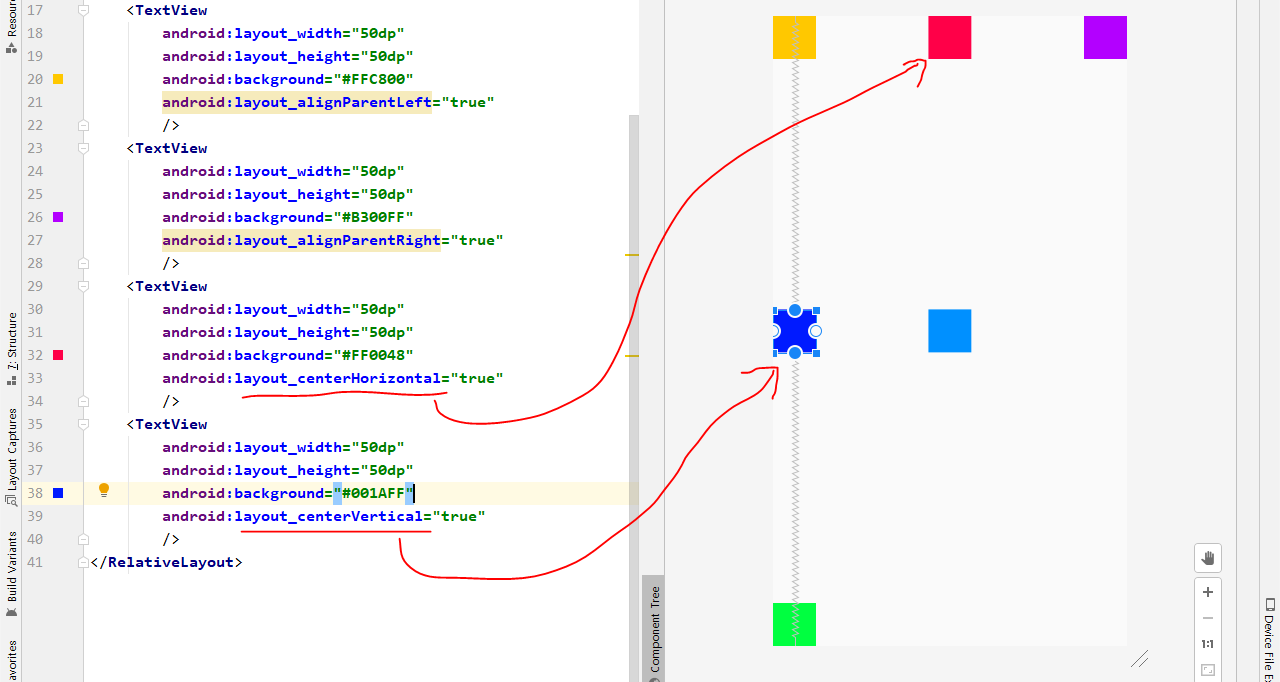 Resour
17 <TextView
18 android:layout_width="50dp"
19 android:layout_height="50dp"
20 android:background="#FFC800"
21 android:layout_alignParentLeft="true"
22 />
23 <TextView
24 android:layout_width="50dp"
25 android:layout_height="50dp"
26 android:background="#B300FF"
27 android:layout_alignParentRight="true"
28 />
29 <TextView
30 android:layout_width="50dp"
31 android:layout_height="50dp"
32 android:background="#FF0048"
33 android:layout_centerHorizontal="true"
34 />
35 <TextView
36 android:layout_width="50dp"
37 android:layout_height="50dp"
38 android:background="#001AFF"
39 android:layout_centerVertical="true"
40 />
41 </RelativeLayout>
7: Structure
Layout Captures
Build Variants
avorites
Component Tree
1:1
Device File Ex